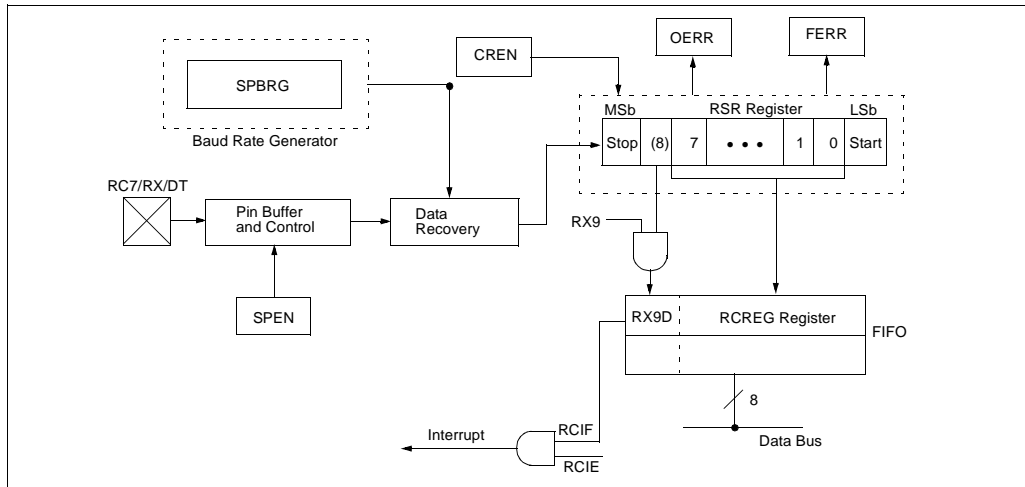 OERR
FERR
CREN
SPBRG
Baud Rate Generator
MSb
RSR Register
LSb
Stop (8) 7 • • • 1 0 Start
RC7/RX/DT
Pin Buffer
and Control
Data
Recovery
RX9
SPEN
RX9D
RCREG Register
FIFO
8
Data Bus
Interrupt
RCIF
RCIE